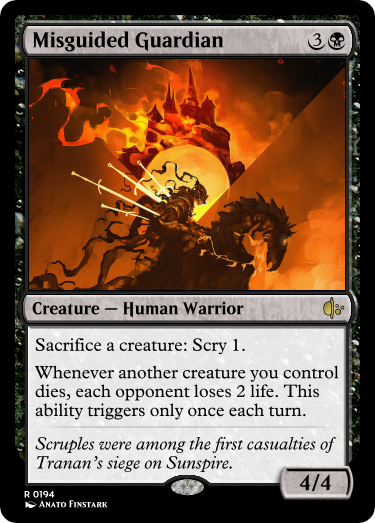 Misguided Guardian 3
Creature — Human Warrior
Sacrifice a creature: Scry 1.
Whenever another creature you control
dies, each opponent loses 2 life. This
ability triggers only once each turn.
Scruples were among the first casualties of
Tranan's siege on Sunspire.
4/4
R 0194
Anato Finstark